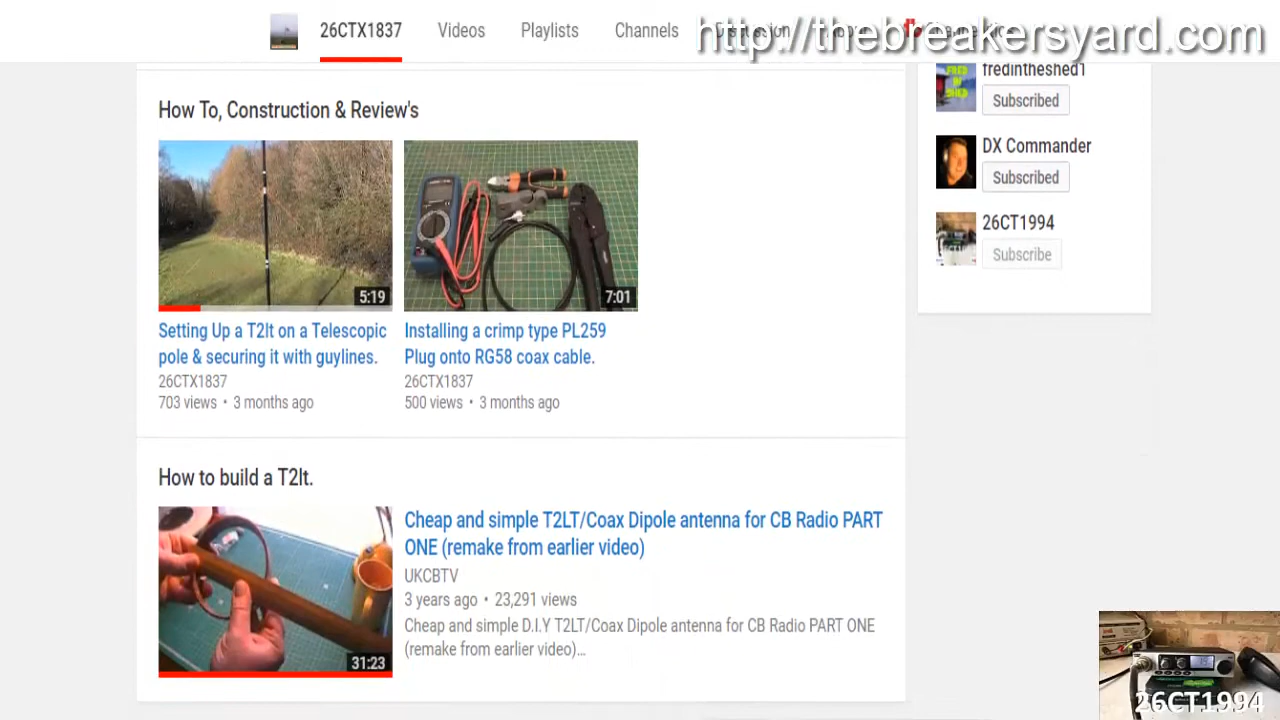 26CTX1837
Videos
Playlists
Channels
Discussion
http://thebreakersyard.com
How To, Construction & Review's
5:19
7:01
Setting Up a T2lt on a Telescopic
pole & securing it with guylines.
26CTX1837
703 views • 3 months ago
Installing a crimp type PL259
Plug onto RG58 coax cable.
26CTX1837
500 views • 3 months ago
How to build a T2lt.
31:23
Cheap and simple T2LT/Coax Dipole antenna for CB Radio PART
ONE (remake from earlier video)
UKCBTV
3 years ago • 23,291 views
Cheap and simple D.I.Y T2LT/Coax Dipole antenna for CB Radio PART ONE
(remake from earlier video)...
FRED
IN
SHED
fredintheshed1
Subscribed
DX Commander
Subscribed
26CT1994
Subscribe
26CT1994